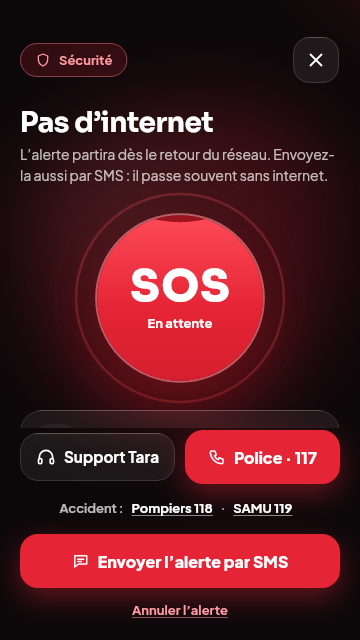 Sécurité
Pas d’internet
L’alerte partira dès le retour du réseau. Envoyez-
la aussi par SMS : il passe souvent sans internet.
SOS
En attente
Support Tara
Police · 117
Accident : Pompiers 118 · SAMU 119
Envoyer l’alerte par SMS
Annuler l’alerte